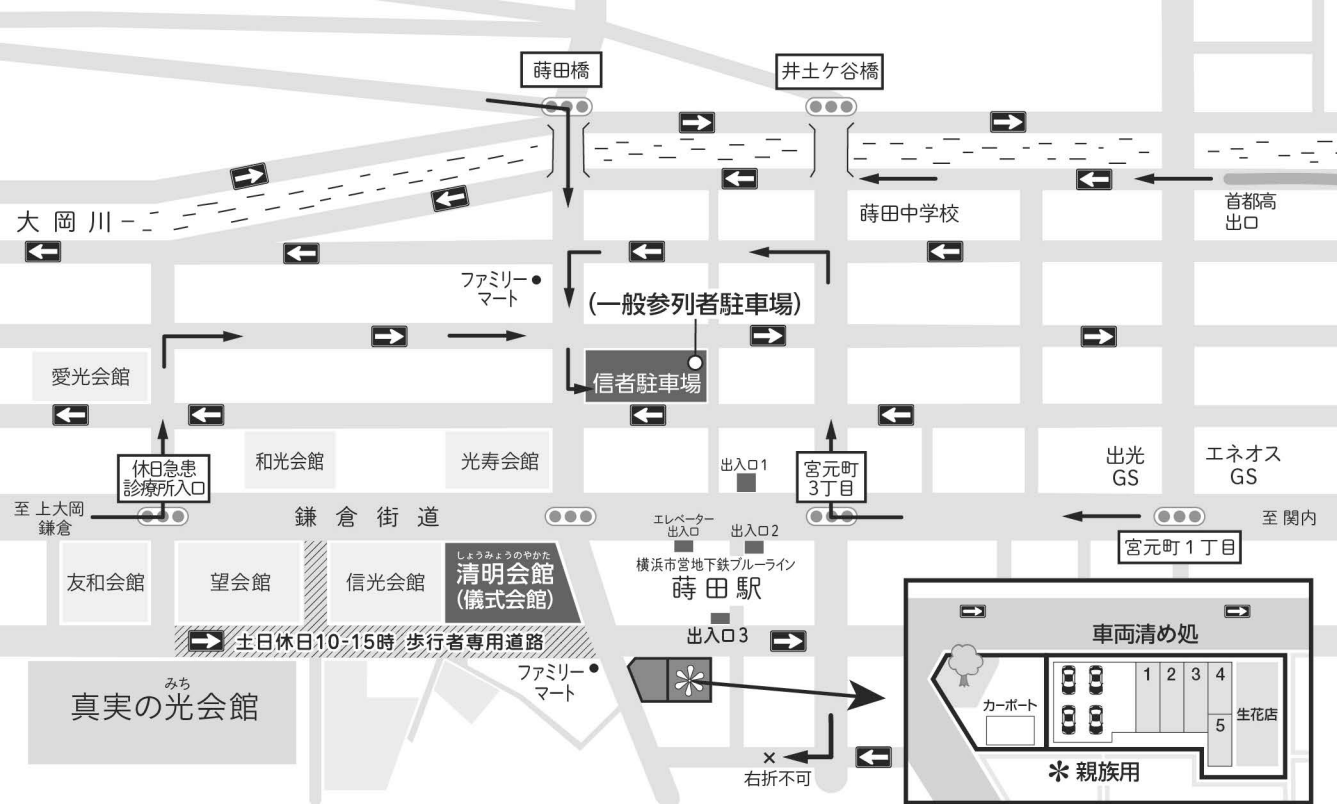 蒔田橋
井土ケ谷橋
大岡川
蒔田中学校
首都高
出口
ファミリー
マート
(一般参列者駐車場)
信者駐車場
愛光会館
和光会館
光寿会館
出入口1
休日急患
診療所入口
宮元町
3丁目
出光
GS
エネオス
GS
至 上大岡
鎌倉
鎌倉街道
至 関内
宮元町1丁目
エレベーター
出入口
出入口2
横浜市営地下鉄ブルーライン
蒔田駅
出入口3
友和会館
望会館
信光会館
しょうみょうのやかた
清明会館
(儀式会館)
土日休日10-15時 歩行者専用道路
みち
真実の光会館
ファミリー
マート
×
右折不可
車両清め処
カーポート
1 2 3 4
5
生花店
＊ 親族用